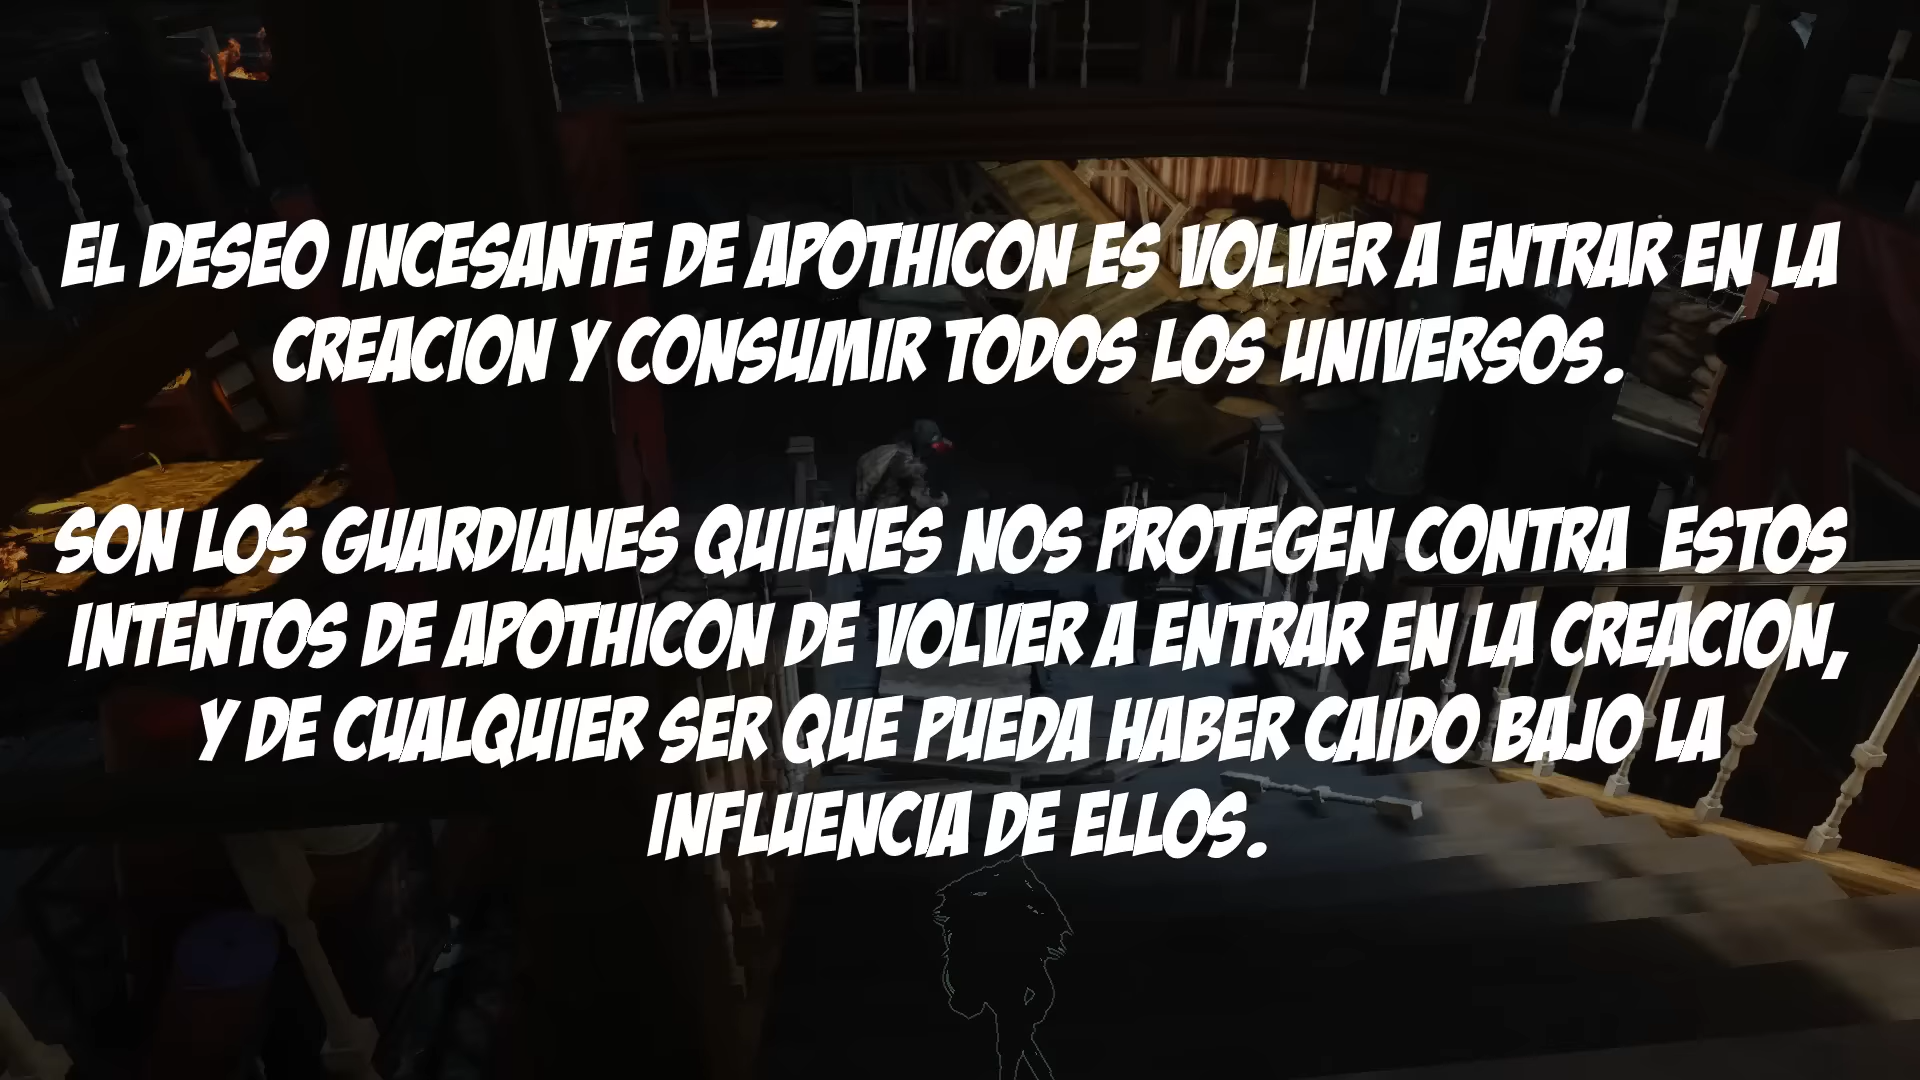 EL DESEO INCESANTE DE APOTHICON ES VOLVER A ENTRAR EN LA
CREACION Y CONSUMIR TODOS LOS UNIVERSOS.
SON LOS GUARDIANES QUIENES NOS PROTEGEN CONTRA ESTOS
INTENTOS DE APOTHICON DE VOLVER A ENTRAR EN LA CREACION,
Y DE CUALQUIER SER QUE PUEDA HABER CAIDO BAJO LA
INFLUENCIA DE ELLOS.